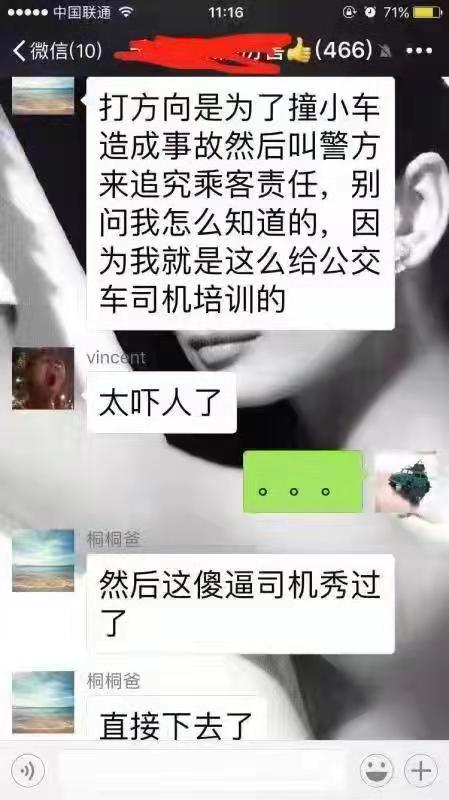 中国联通
11:16
71%
微信(10)
(466)
打方向是为了撞小车
造成事故然后叫警方
来追究乘客责任，别
问我怎么知道的，因
为我就是这么给公交
车司机培训的
vincent
太吓人了
。。。
桐桐爸
然后这傻逼司机秀过
了
桐桐爸
直接下去了